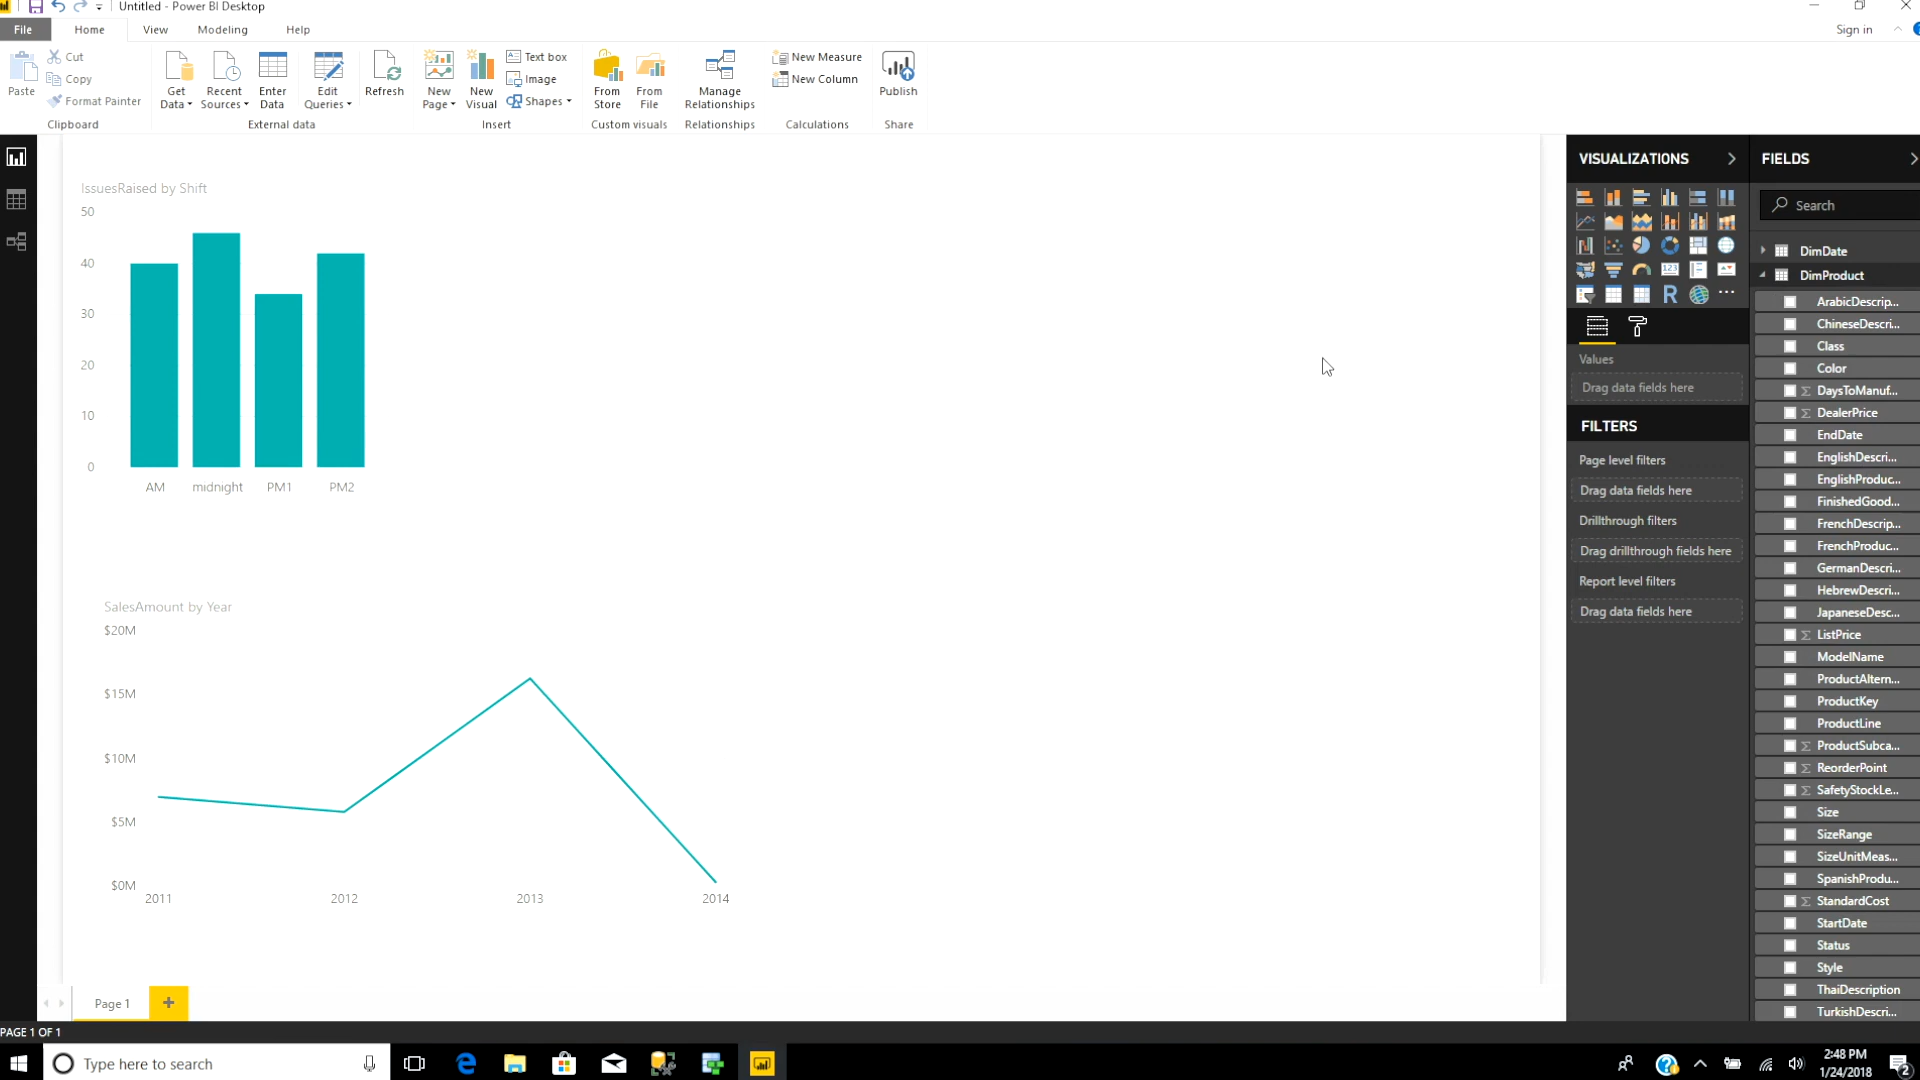 Untitled - Power BI Desktop
File Home View Modeling Help
Sign in
Paste
Cut
Copy
Format Painter
Clipboard
Get Data
Recent Sources
Enter Data
Edit Queries
Refresh
External data
New Page
New Visual
Text box
Image
Shapes
Insert
From Store
From File
Custom visuals
Manage Relationships
Relationships
New Measure
New Column
Calculations
Publish
Share
IssuesRaised by Shift
50
40
30
20
10
0
AM midnight PM1 PM2
SalesAmount by Year
$20M
$15M
$10M
$5M
$0M
2011 2012 2013 2014
VISUALIZATIONS
123
R
Values
Drag data fields here
FILTERS
Page level filters
Drag data fields here
Drillthrough filters
Drag drillthrough fields here
Report level filters
Drag data fields here
FIELDS
Search
DimDate
DimProduct
ArabicDescrip...
ChineseDescri...
Class
Color
DaysToManuf...
DealerPrice
EndDate
EnglishDescri...
EnglishProduc...
FinishedGood...
FrenchDescrip...
FrenchProduc...
GermanDescri...
HebrewDescri...
JapaneseDesc...
ListPrice
ModelName
ProductAltern...
ProductKey
ProductLine
ProductSubca...
ReorderPoint
SafetyStockLe...
Size
SizeRange
SizeUnitMeas...
SpanishProdu...
StandardCost
StartDate
Status
Style
ThaiDescription
TurkishDescri...
Page 1
PAGE 1 OF 1
Type here to search
2:48 PM
1/24/2018
2